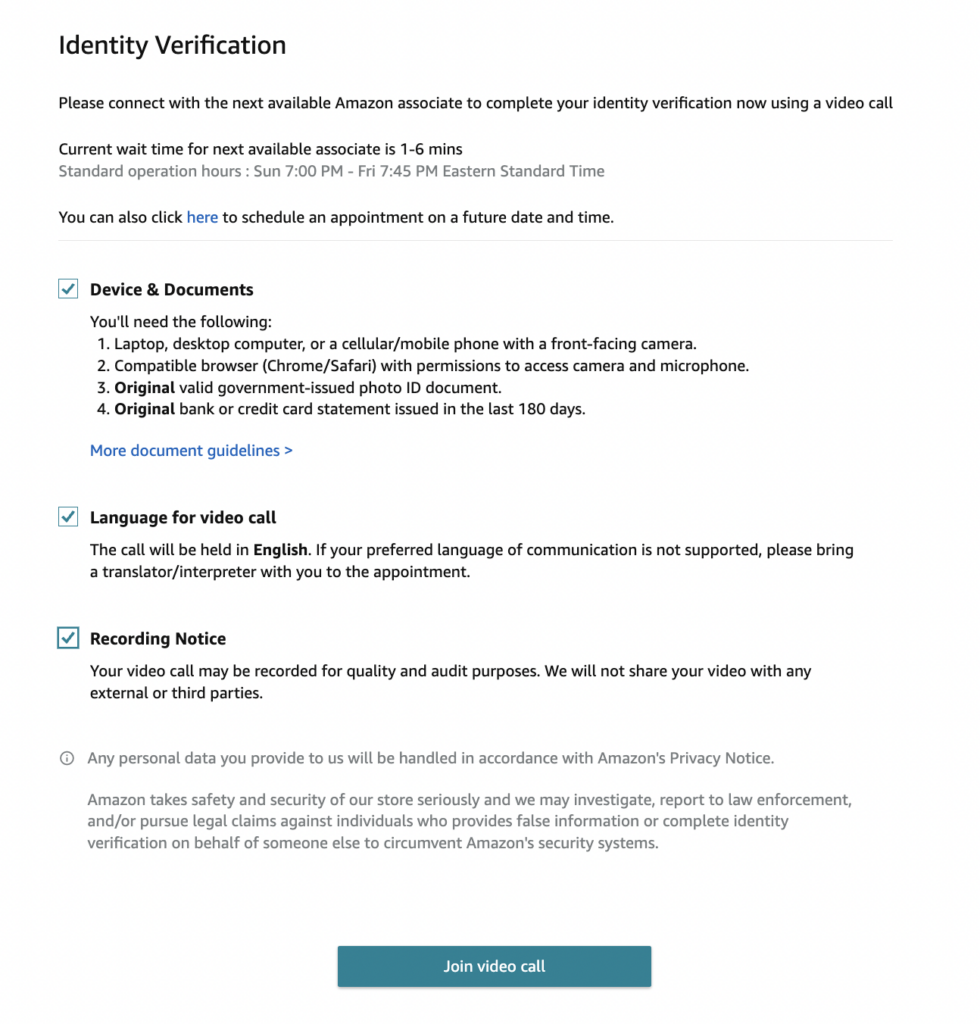 Identity Verification
Please connect with the next available Amazon associate to complete your identity verification now using a video call
Current wait time for next available associate is 1-6 mins
Standard operation hours : Sun 7:00 PM - Fri 7:45 PM Eastern Standard Time
You can also click here to schedule an appointment on a future date and time.
Device & Documents
You'll need the following:
1. Laptop, desktop computer, or a cellular/mobile phone with a front-facing camera.
2. Compatible browser (Chrome/Safari) with permissions to access camera and microphone.
3. Original valid government-issued photo ID document.
4. Original bank or credit card statement issued in the last 180 days.
More document guidelines >
Language for video call
The call will be held in English. If your preferred language of communication is not supported, please bring
a translator/interpreter with you to the appointment.
Recording Notice
Your video call may be recorded for quality and audit purposes. We will not share your video with any
external or third parties.
Any personal data you provide to us will be handled in accordance with Amazon's Privacy Notice.
Amazon takes safety and security of our store seriously and we may investigate, report to law enforcement,
and/or pursue legal claims against individuals who provides false information or complete identity
verification on behalf of someone else to circumvent Amazon's security systems.
Join video call